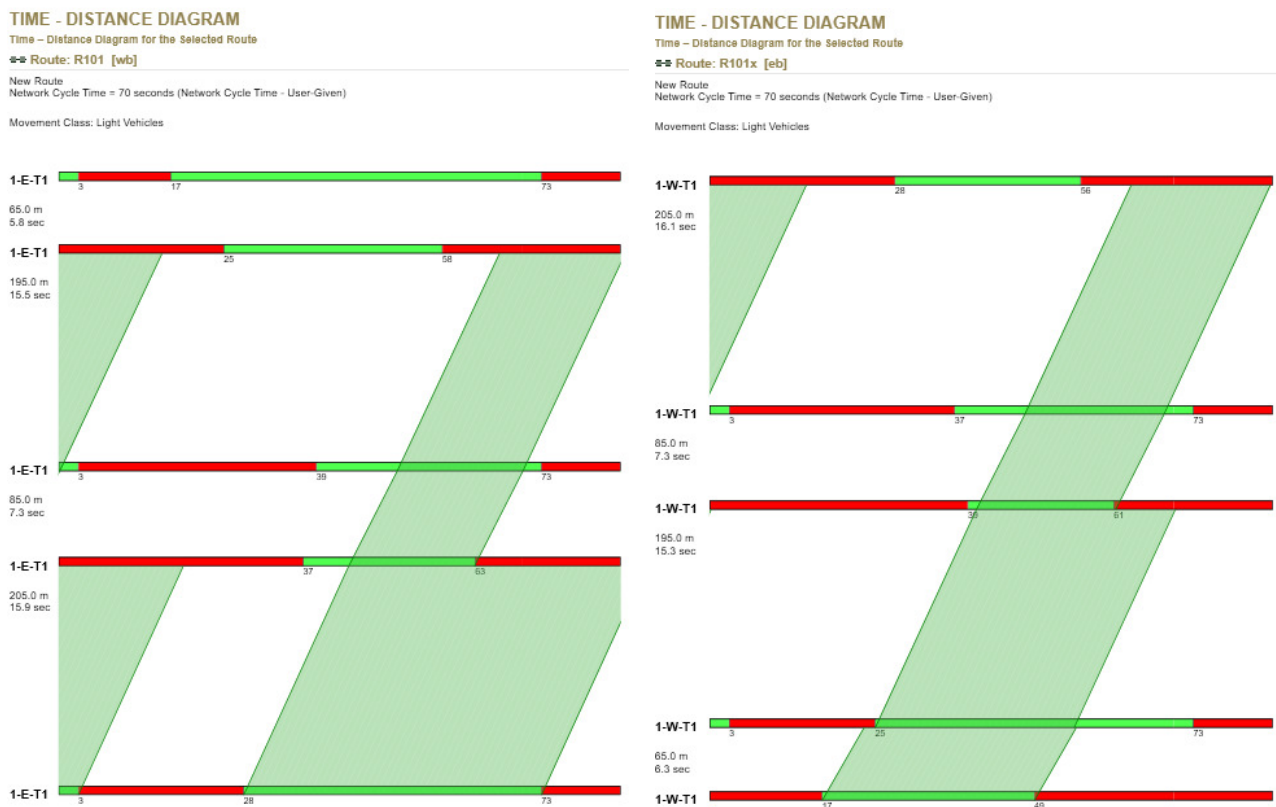 TIME - DISTANCE DIAGRAM
Time – Distance Diagram for the Selected Route
Route: R101 [wb]
New Route
Network Cycle Time = 70 seconds (Network Cycle Time - User-Given)
Movement Class: Light Vehicles
1-E-T1
3 17 73
65.0 m
5.8 sec
1-E-T1
25 58
195.0 m
15.5 sec
1-E-T1
3 39 73
85.0 m
7.3 sec
1-E-T1
37 63
205.0 m
15.9 sec
1-E-T1
3 28 73
TIME - DISTANCE DIAGRAM
Time – Distance Diagram for the Selected Route
Route: R101x [eb]
New Route
Network Cycle Time = 70 seconds (Network Cycle Time - User-Given)
Movement Class: Light Vehicles
1-W-T1
28 56
205.0 m
16.1 sec
1-W-T1
3 37 73
85.0 m
7.3 sec
1-W-T1
61
195.0 m
15.3 sec
1-W-T1
3 25 73
65.0 m
6.3 sec
1-W-T1
17 49